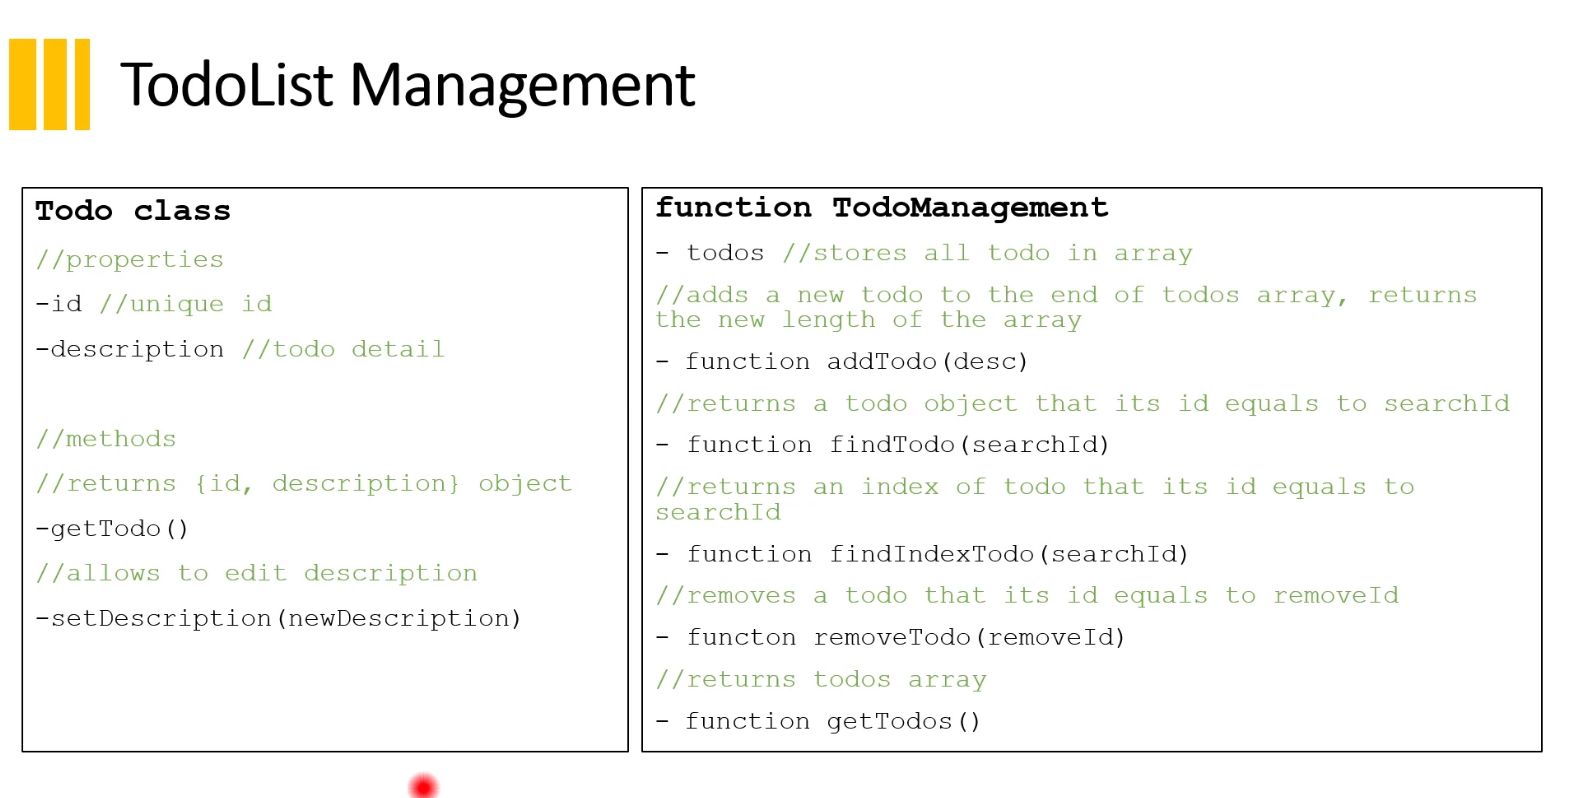 TodoList Management
Todo class
//properties
-id //unique id
-description //todo detail
//methods
//returns {id, description} object
-getTodo()
//allows to edit description
-setDescription(newDescription)
function TodoManagement
- todos //stores all todo in array
//adds a new todo to the end of todos array, returns
the new length of the array
- function addTodo(desc)
//returns a todo object that its id equals to searchId
- function findTodo(searchId)
//returns an index of todo that its id equals to
searchId
- function findIndexTodo(searchId)
//removes a todo that its id equals to removeId
- functon removeTodo(removeId)
//returns todos array
- function getTodos()